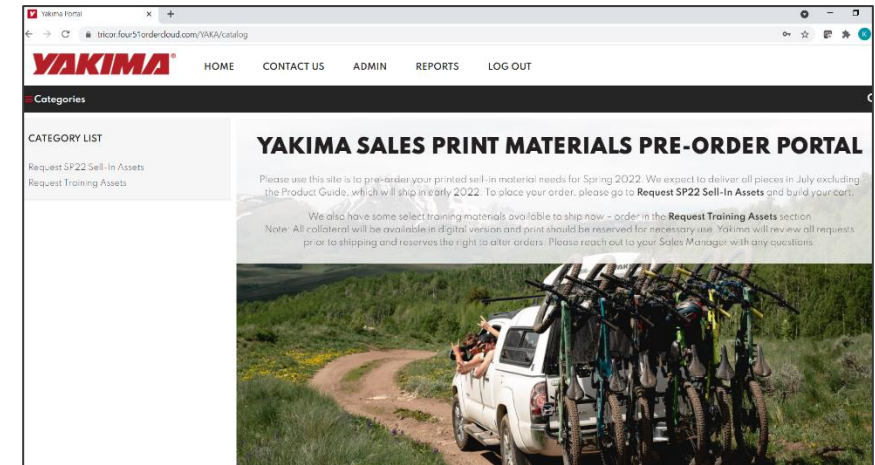 Yakima Portal
tricor.four51ordercloud.com/YAKA/catalog
K
YAKIMA®
HOME CONTACT US ADMIN REPORTS LOG OUT
Categories
CATEGORY LIST
Request SP22 Sell-In Assets
Request Training Assets
YAKIMA SALES PRINT MATERIALS PRE-ORDER PORTAL
Please use this site is to pre-order your printed sell-in material needs for Spring 2022. We expect to deliver all pieces in July excluding
the Product Guide, which will ship in early 2022. To place your order, please go to Request SP22 Sell-In Assets and build your cart.
We also have some select training materials available to ship now – order in the Request Training Assets section.
Note: All collateral will be available in digital version and print should be reserved for necessary use. Yakima will review all requests
prior to shipping and reserves the right to alter orders. Please reach out to your Sales Manager with any questions.
YAKIMA